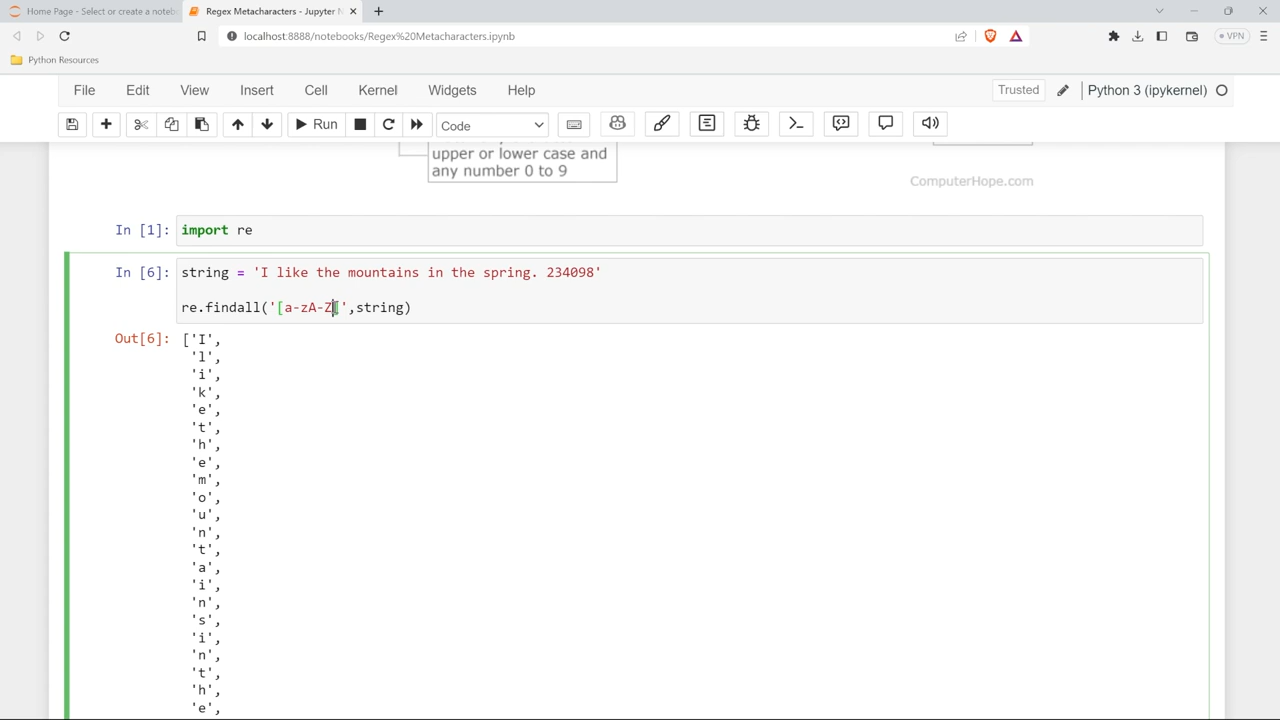 Home Page - Select or create a noteb
Regex Metacharacters - Jupyter N
localhost:8888/notebooks/Regex%20Metacharacters.ipynb
VPN
Python Resources
File Edit View Insert Cell Kernel Widgets Help
Trusted Python 3 (ipykernel)
Run Code
upper or lower case and
any number 0 to 9
ComputerHope.com
In [1]: import re
In [6]: string = 'I like the mountains in the spring. 234098'
re.findall('[a-zA-Z]',string)
Out[6]: ['I',
'l',
'i',
'k',
'e',
't',
'h',
'e',
'm',
'o',
'u',
'n',
't',
'a',
'i',
'n',
's',
'i',
'n',
't',
'h',
'e',